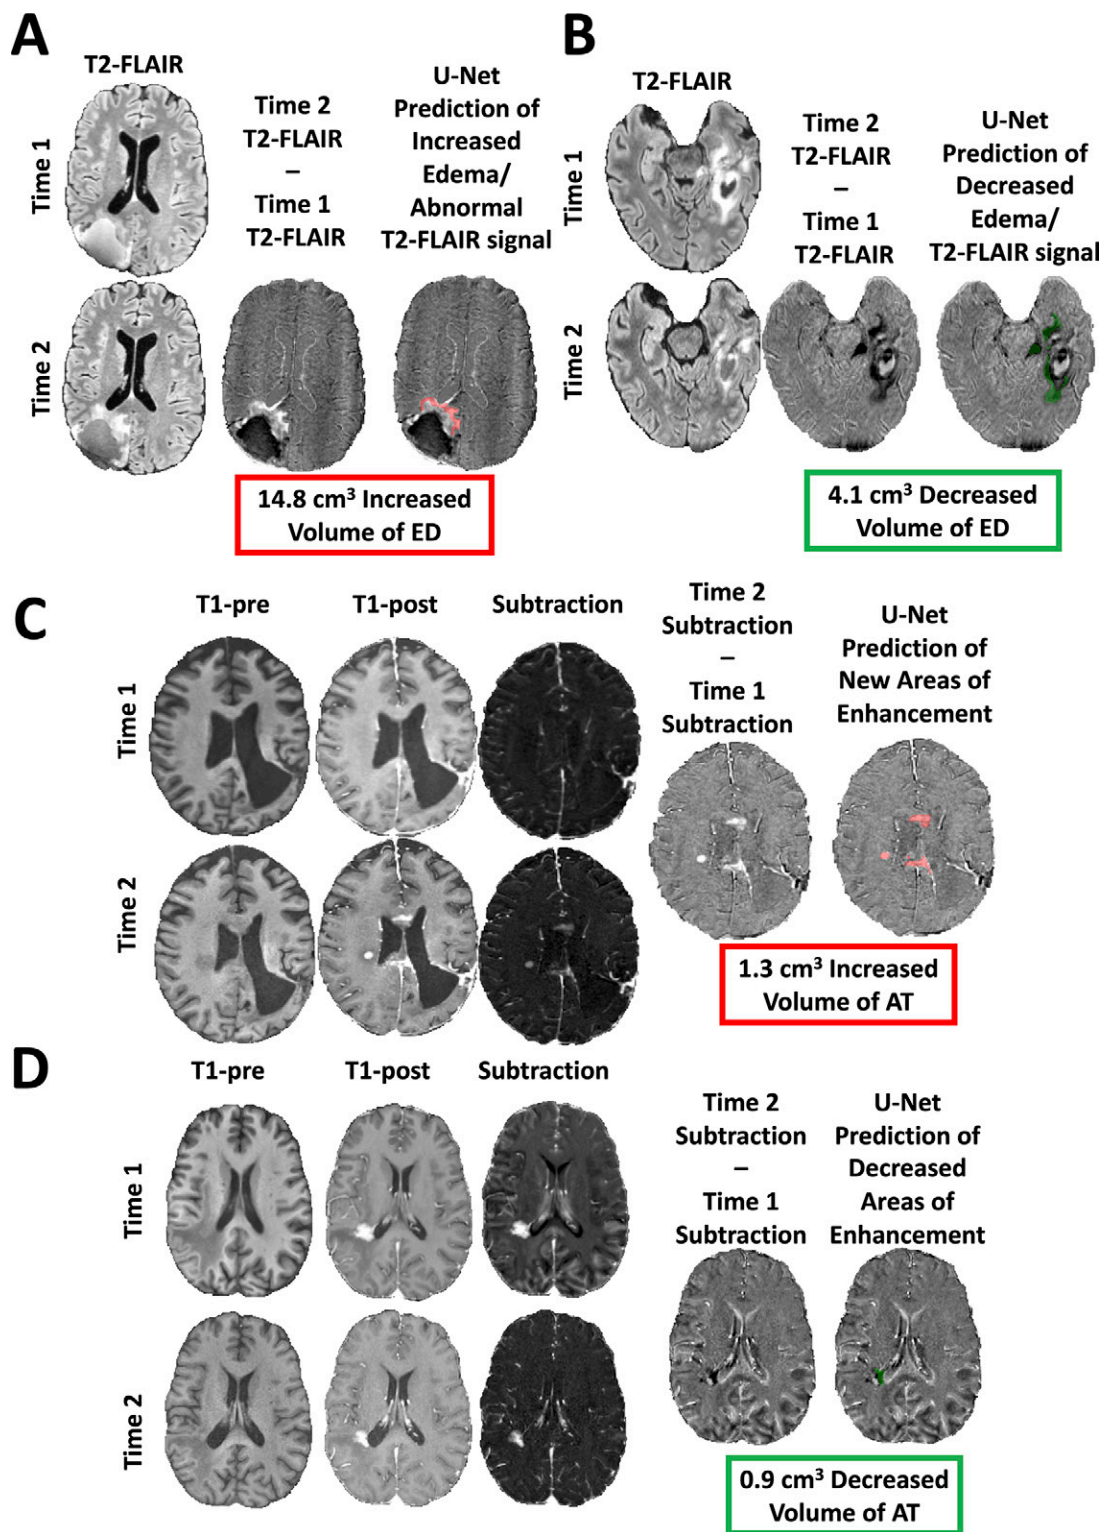 A
T2-FLAIR
Time 1
Time 2
Time 2
T2-FLAIR
–
Time 1
T2-FLAIR
U-Net
Prediction of
Increased
Edema/
Abnormal
T2-FLAIR signal
14.8 cm³ Increased
Volume of ED
B
T2-FLAIR
Time 1
Time 2
Time 2
T2-FLAIR
–
Time 1
T2-FLAIR
U-Net
Prediction of
Decreased
Edema/
T2-FLAIR signal
4.1 cm³ Decreased
Volume of ED
C
T1-pre
T1-post
Subtraction
Time 1
Time 2
Time 2
Subtraction
–
Time 1
Subtraction
U-Net
Prediction of
New Areas of
Enhancement
1.3 cm³ Increased
Volume of AT
D
T1-pre
T1-post
Subtraction
Time 1
Time 2
Time 2
Subtraction
–
Time 1
Subtraction
U-Net
Prediction of
Decreased
Areas of
Enhancement
0.9 cm³ Decreased
Volume of AT